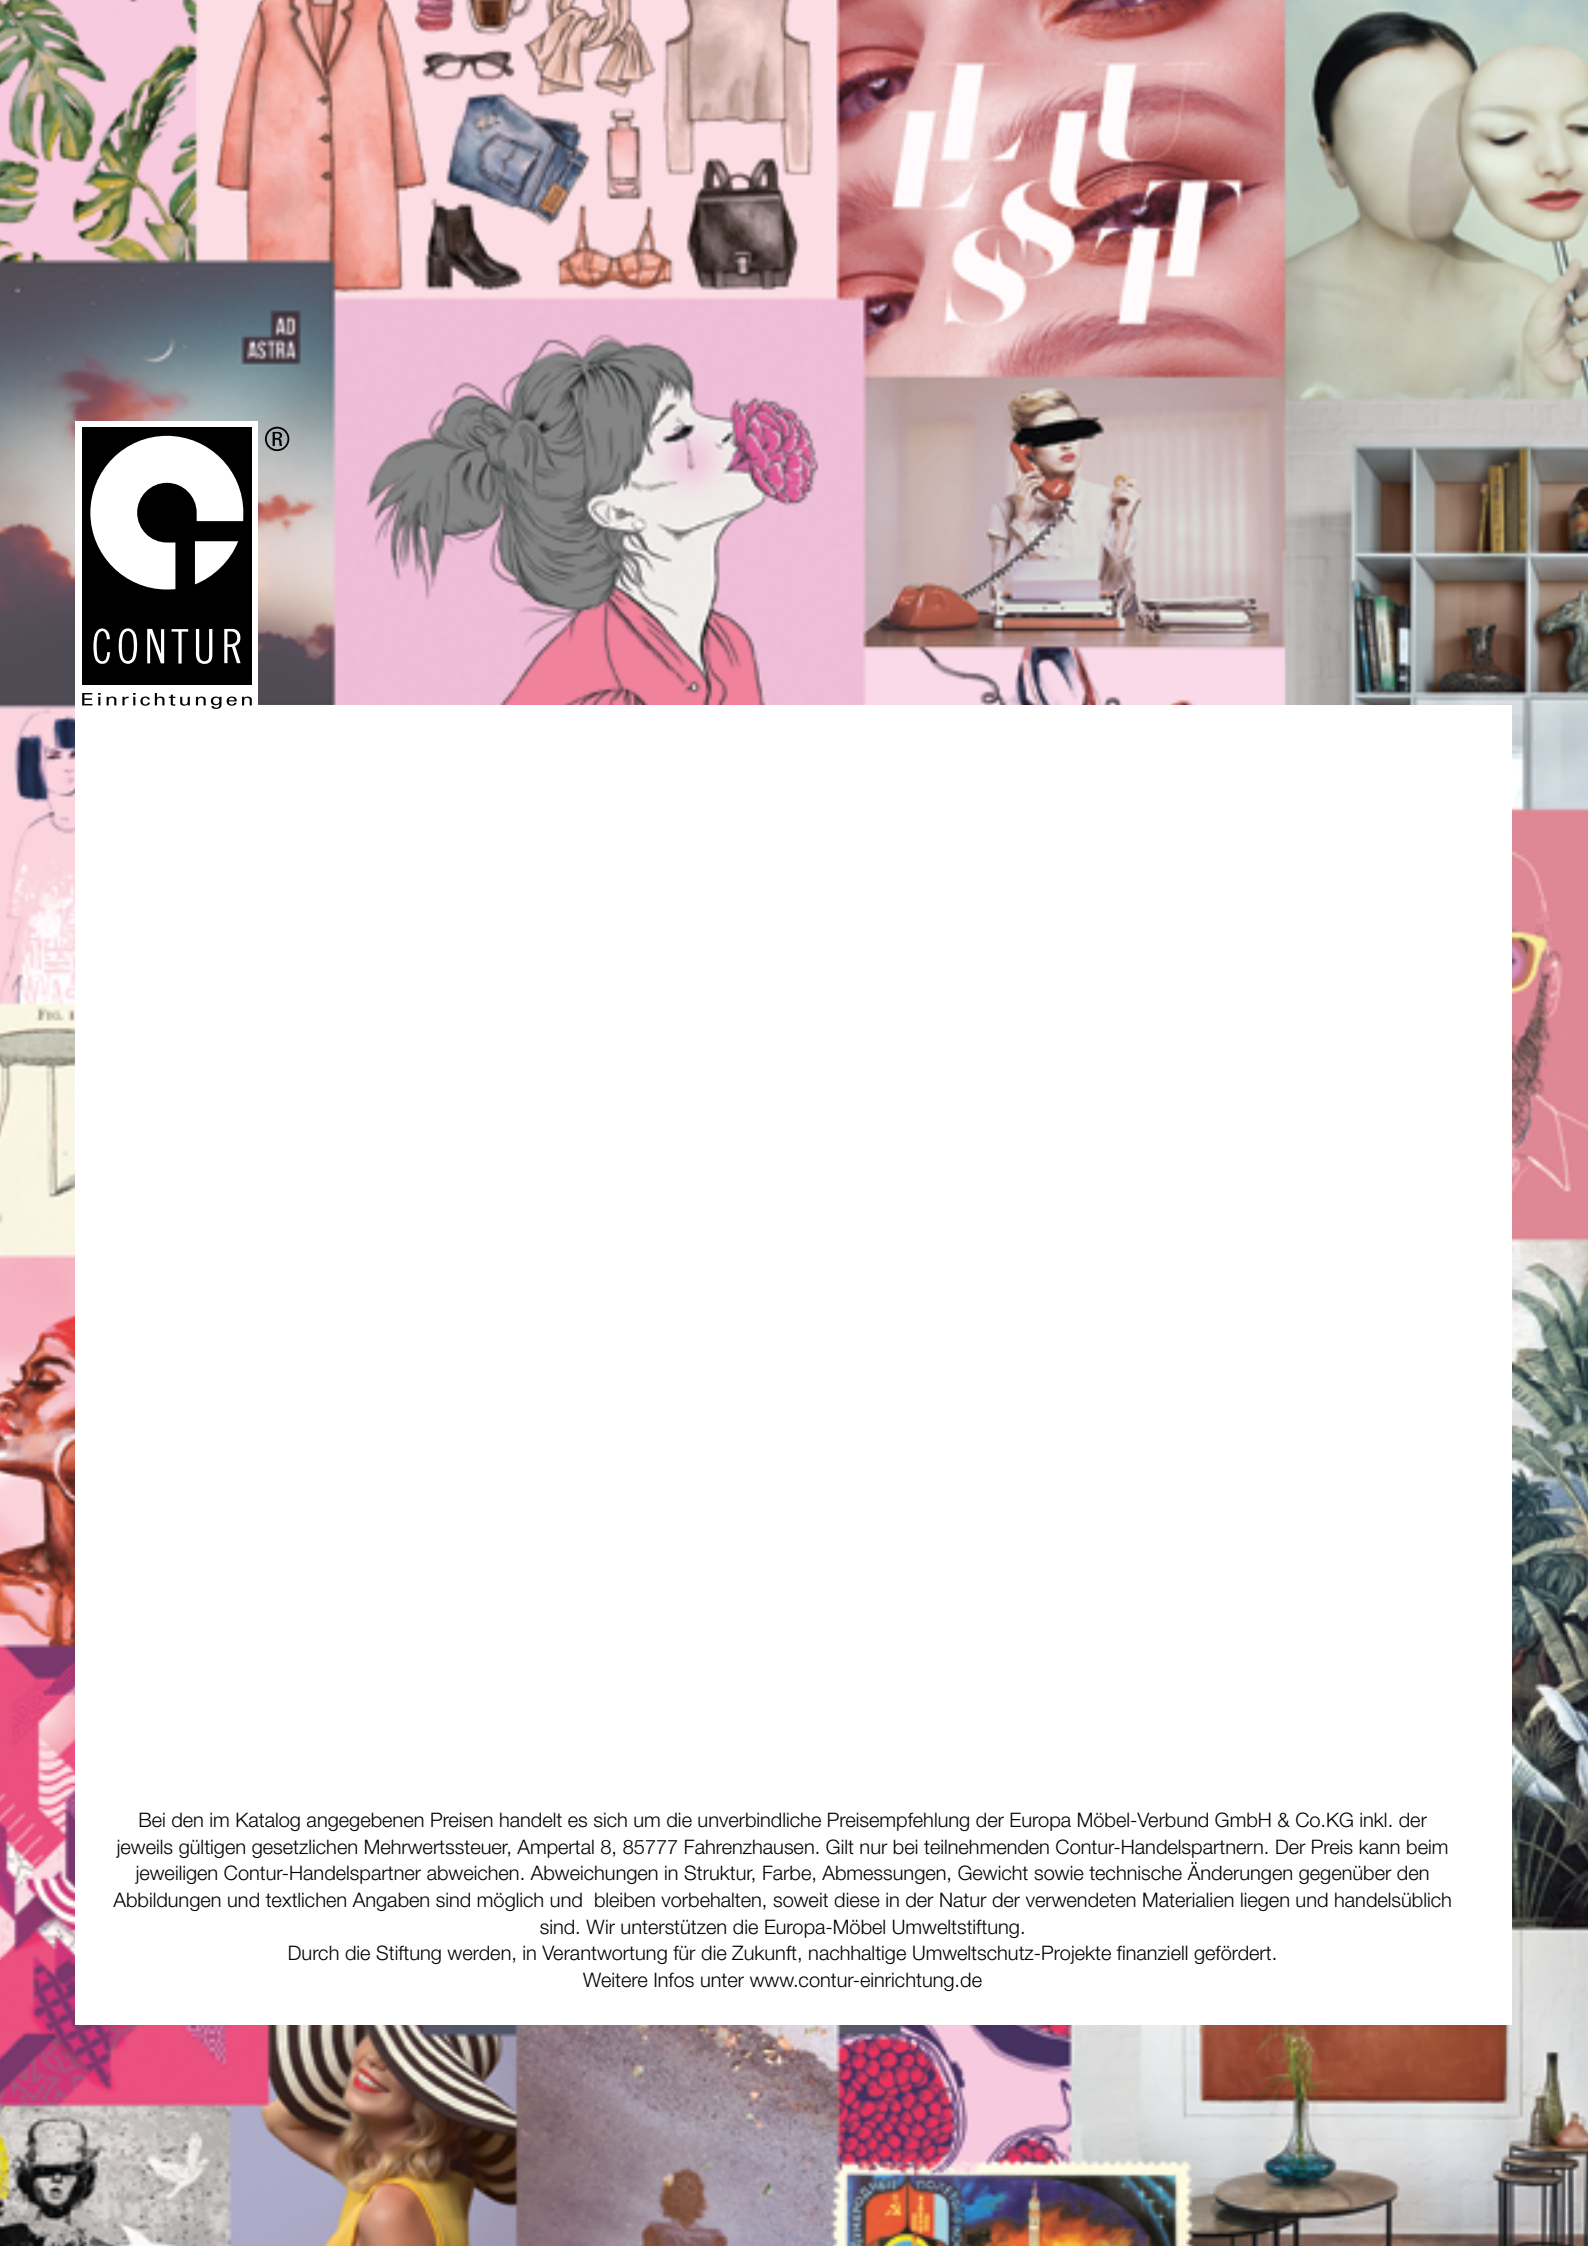 LU
ST
AD
ASTRA
®
CONTUR
Einrichtungen
FIG.
Bei den im Katalog angegebenen Preisen handelt es sich um die unverbindliche Preisempfehlung der Europa Möbel-Verbund GmbH & Co.KG inkl. der
jeweils gültigen gesetzlichen Mehrwertssteuer, Ampertal 8, 85777 Fahrenzhausen. Gilt nur bei teilnehmenden Contur-Handelspartnern. Der Preis kann beim
jeweiligen Contur-Handelspartner abweichen. Abweichungen in Struktur, Farbe, Abmessungen, Gewicht sowie technische Änderungen gegenüber den
Abbildungen und textlichen Angaben sind möglich und  bleiben vorbehalten, soweit diese in der Natur der verwendeten Materialien liegen und handelsüblich
sind. Wir unterstützen die Europa-Möbel Umweltstiftung.
Durch die Stiftung werden, in Verantwortung für die Zukunft, nachhaltige Umweltschutz-Projekte finanziell gefördert.
Weitere Infos unter www.contur-einrichtung.de